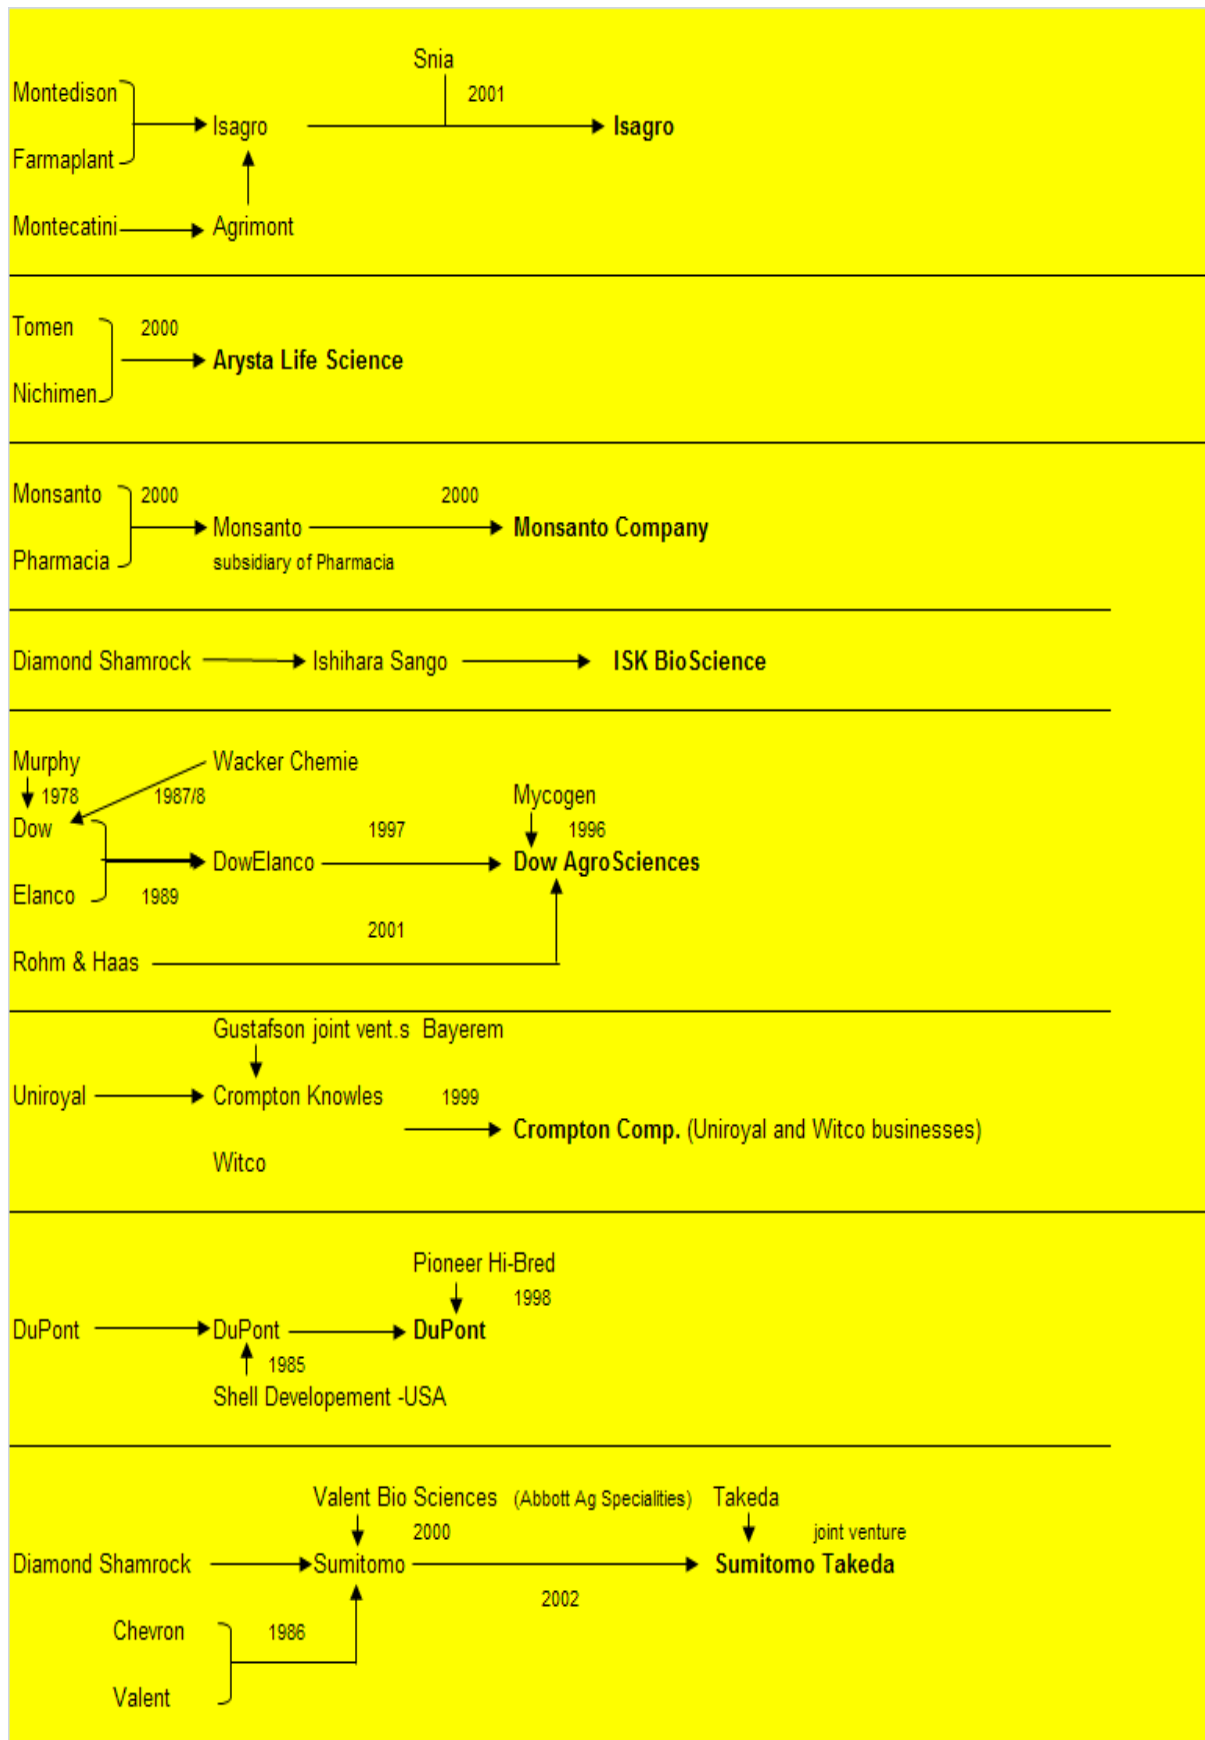 Snia
Montedison
2001
Isagro
Isagro
Farmaplant
Montecatini
Agrimont
Tomen
2000
Arysta Life Science
Nichimen
Monsanto
2000
2000
Monsanto
Monsanto Company
Pharmacia
subsidiary of Pharmacia
Diamond Shamrock
Ishihara Sango
ISK BioScience
Murphy
Wacker Chemie
1978
1987/8
Mycogen
Dow
1997
1996
DowElanco
Dow AgroSciences
Elanco
1989
2001
Rohm & Haas
Gustafson joint vent.s Bayerem
Uniroyal
Crompton Knowles
1999
Crompton Comp. (Uniroyal and Witco businesses)
Witco
Pioneer Hi-Bred
1998
DuPont
DuPont
DuPont
1985
Shell Developement -USA
Valent Bio Sciences (Abbott Ag Specialities)
Takeda
2000
joint venture
Diamond Shamrock
Sumitomo
Sumitomo Takeda
2002
Chevron
1986
Valent